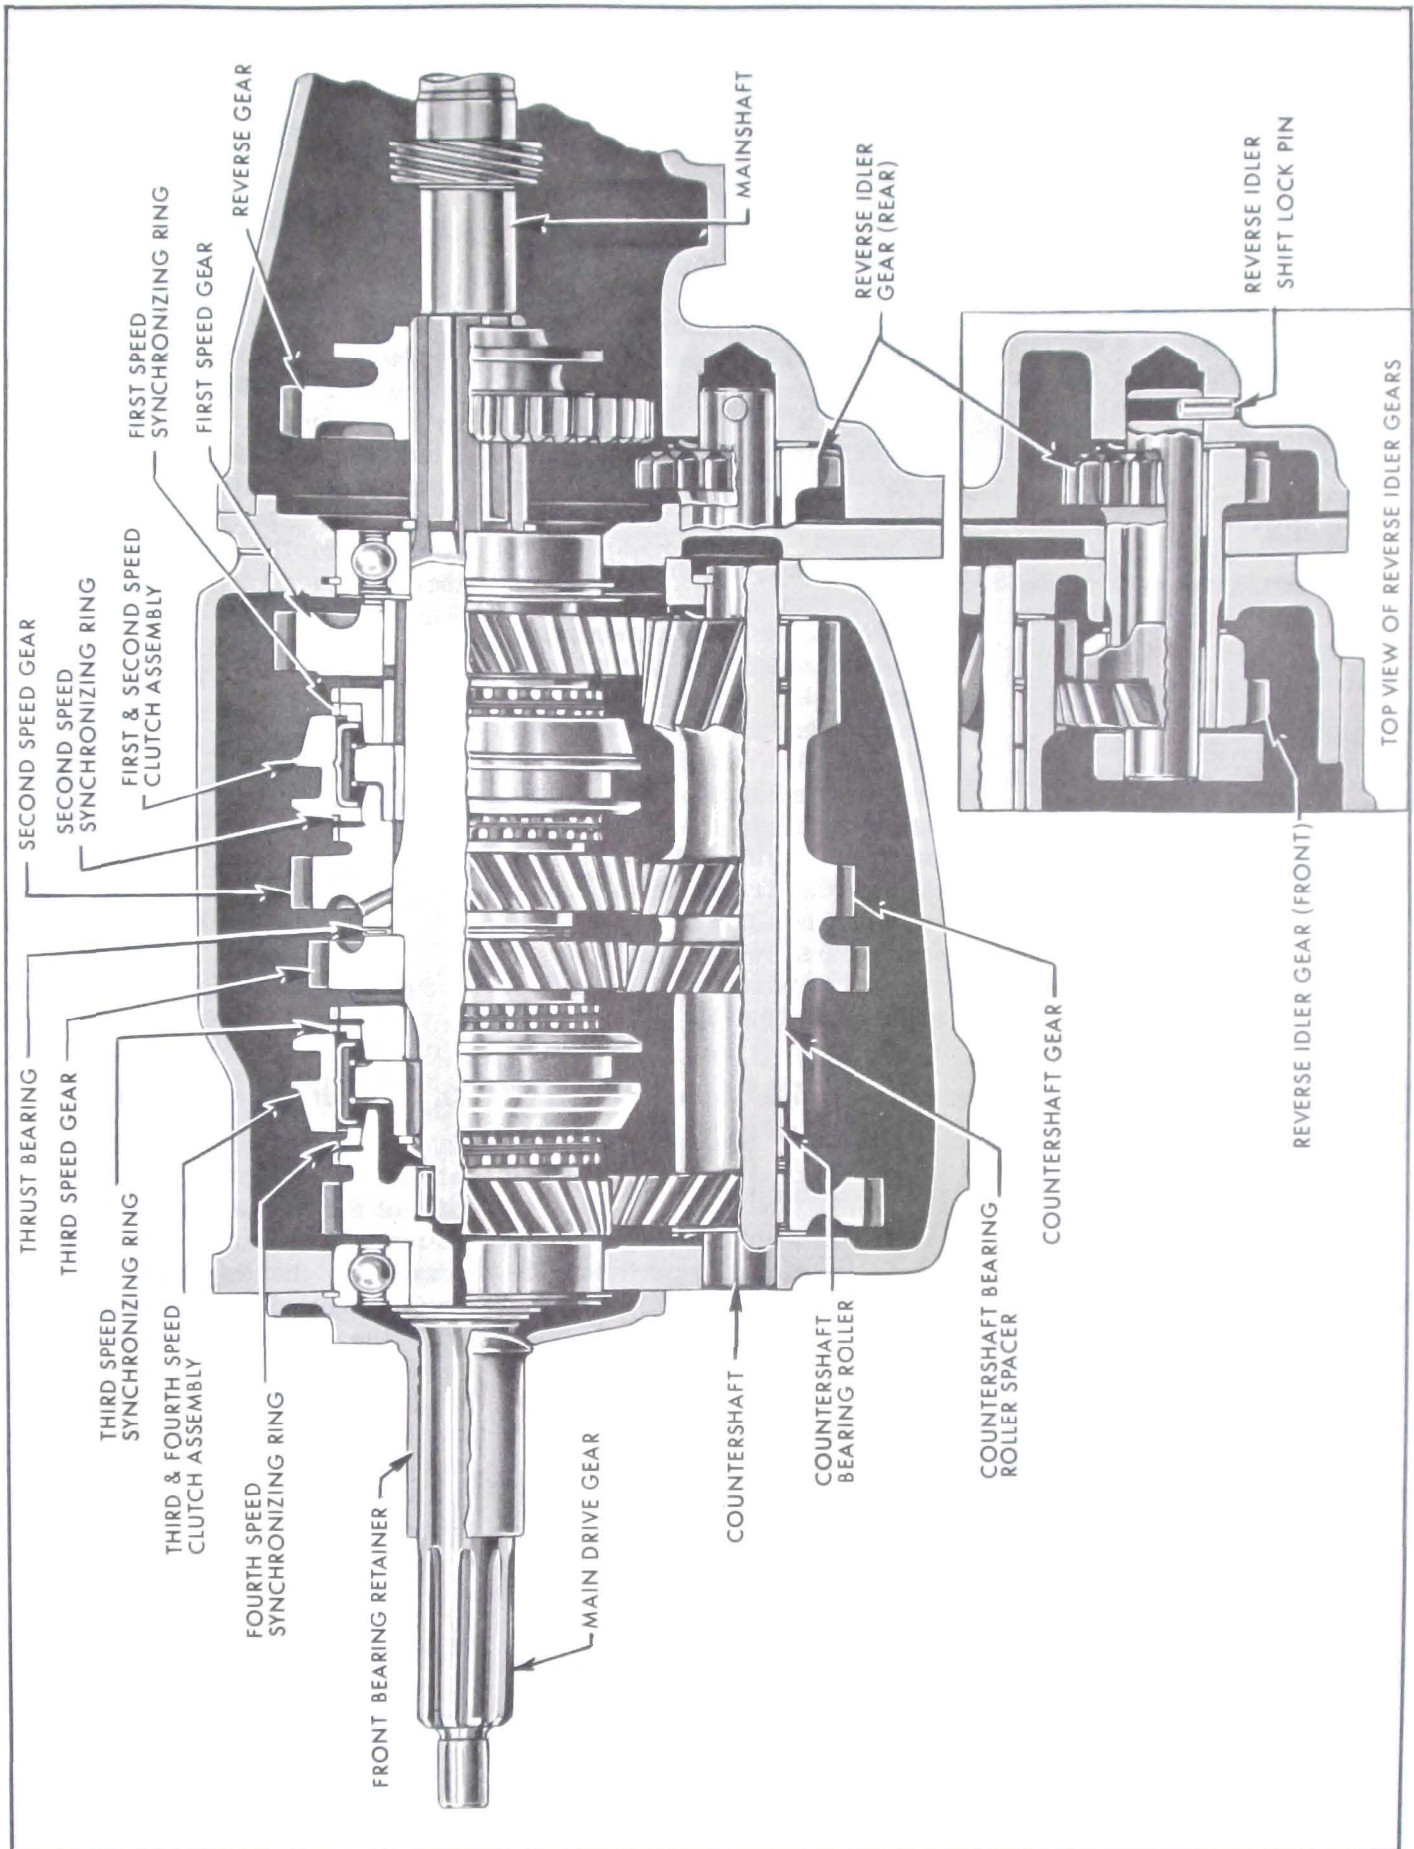 THRUST BEARING
THIRD SPEED GEAR
THIRD SPEED
SYNCHRONIZING RING
THIRD & FOURTH SPEED
CLUTCH ASSEMBLY
FOURTH SPEED
SYNCHRONIZING RING
FRONT BEARING RETAINER
MAIN DRIVE GEAR
SECOND SPEED GEAR
SECOND SPEED
SYNCHRONIZING RING
FIRST & SECOND SPEED
CLUTCH ASSEMBLY
FIRST SPEED
SYNCHRONIZING RING
FIRST SPEED GEAR
REVERSE GEAR
MAINSHAFT
REVERSE IDLER
GEAR (REAR)
REVERSE IDLER
SHIFT LOCK PIN
COUNTERSHAFT
COUNTERSHAFT
BEARING ROLLER
COUNTERSHAFT BEARING
ROLLER SPACER
COUNTERSHAFT GEAR
REVERSE IDLER GEAR (FRONT)
TOP VIEW OF REVERSE IDLER GEARS